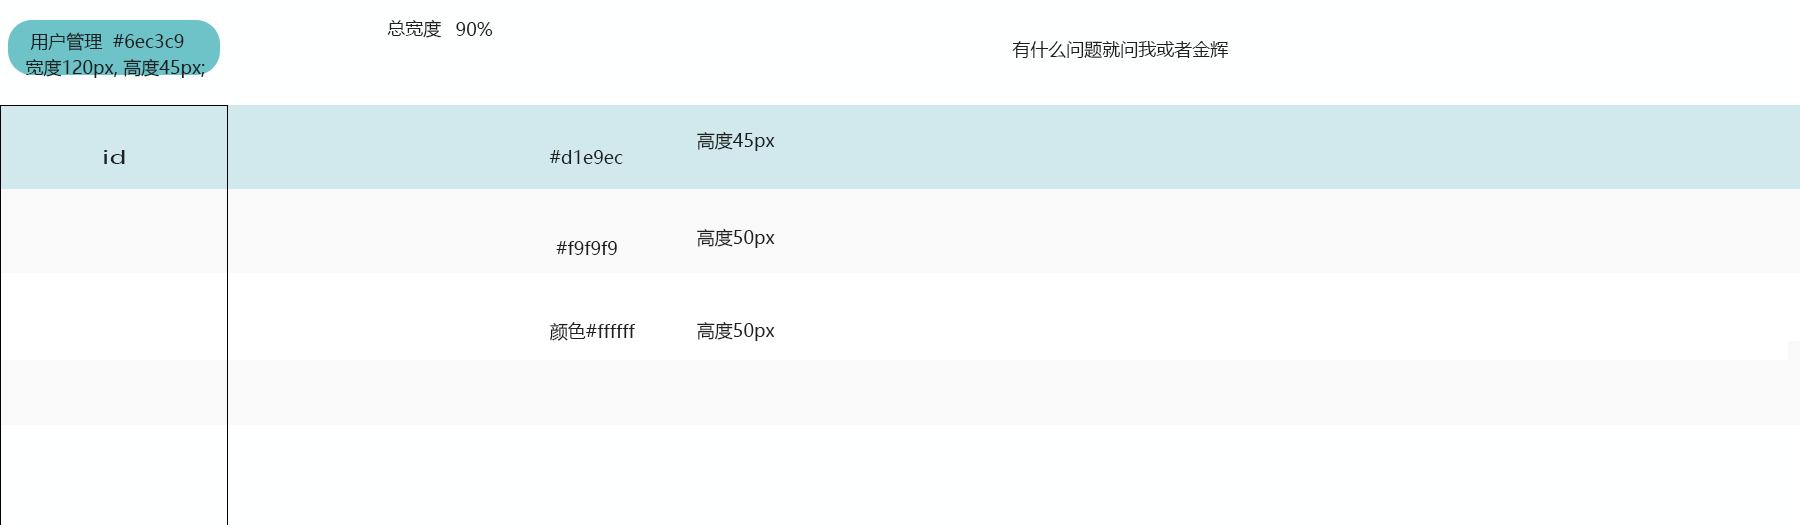 用户管理 #6ec3c9
宽度120px, 高度45px;
总宽度 90%
有什么问题就问我或者金辉
id
#d1e9ec
高度45px
#f9f9f9
高度50px
颜色#ffffff
高度50px